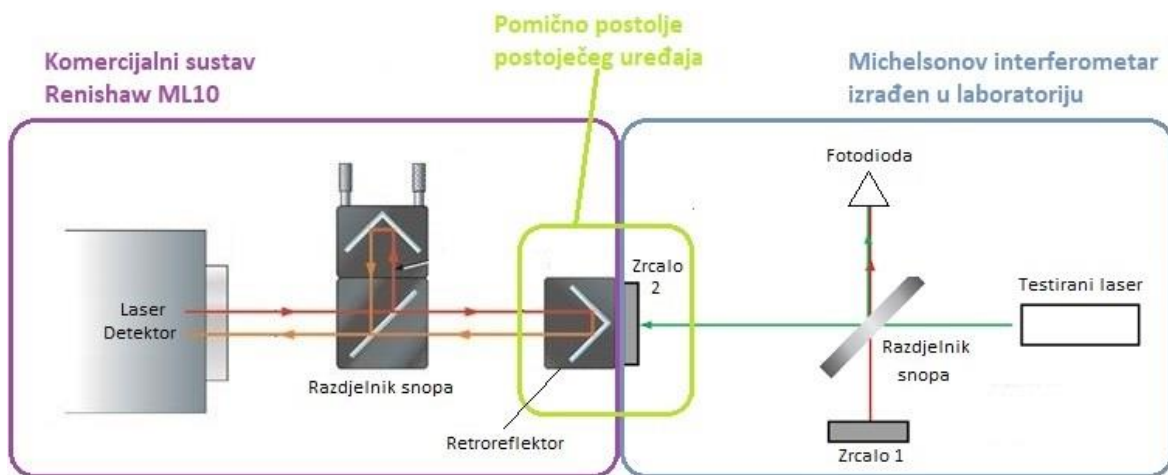 Pomično postolje
postoječeg uređaja
Komercijalni sustav
Renishaw ML10
Michelsonov interferometar
izrađen u laboratoriju
Fotodioda
Zrcalo
2
Testirani laser
Laser
Detektor
Razdjelnik
snopa
Razdjelnik snopa
Retroreflektor
Zrcalo 1